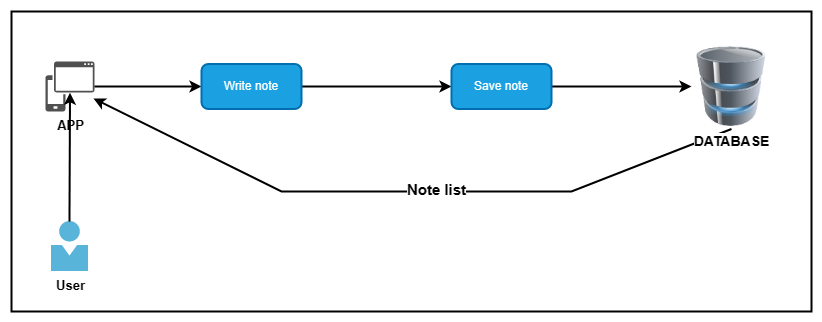 Write note
Save note
APP
DATABASE
Note list
User